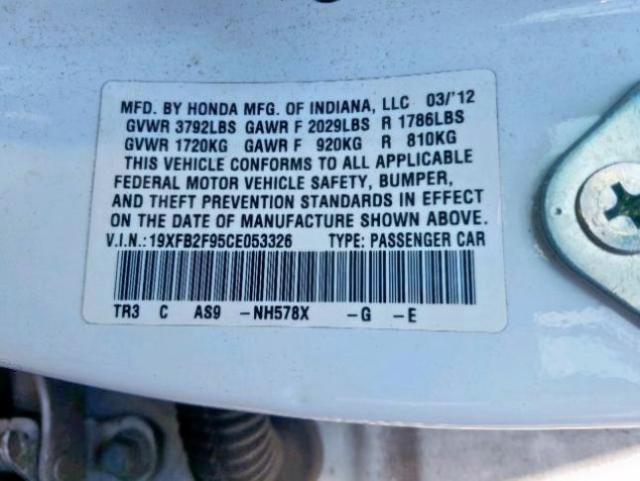 MFD. BY HONDA MFG. OF INDIANA, LLC 03/'12
GVWR 3792LBS GAWR F 2029LBS R 1786LBS
GVWR 1720KG GAWR F 920KG R 810KG
THIS VEHICLE CONFORMS TO ALL APPLICABLE
FEDERAL MOTOR VEHICLE SAFETY, BUMPER,
AND THEFT PREVENTION STANDARDS IN EFFECT
ON THE DATE OF MANUFACTURE SHOWN ABOVE.
V.I.N.: 19XFB2F95CE053326 TYPE: PASSENGER CAR
TR3 C AS9 -NH578X -G -E